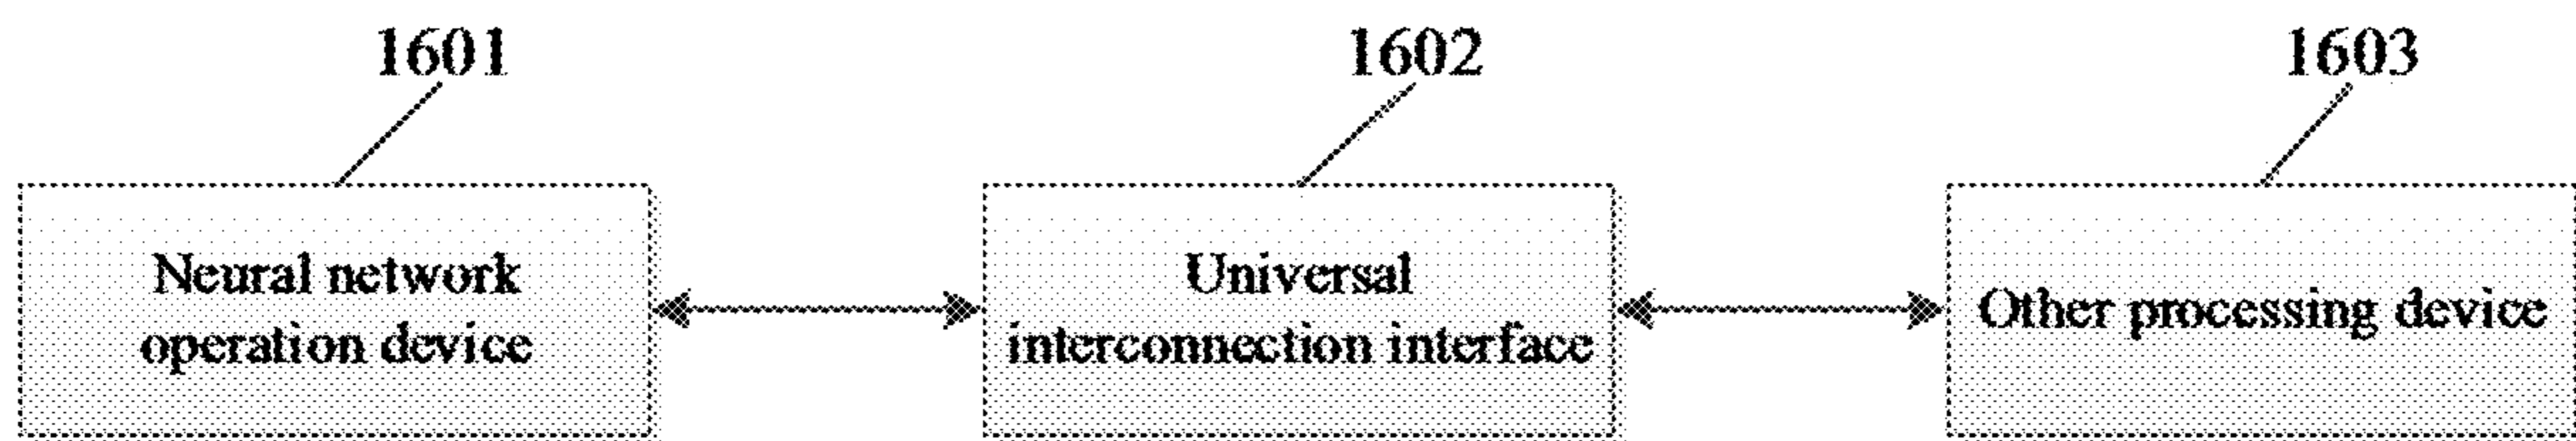 1601
1602
1603
Neural network
operation device
Universal
interconnection interface
Other processing device